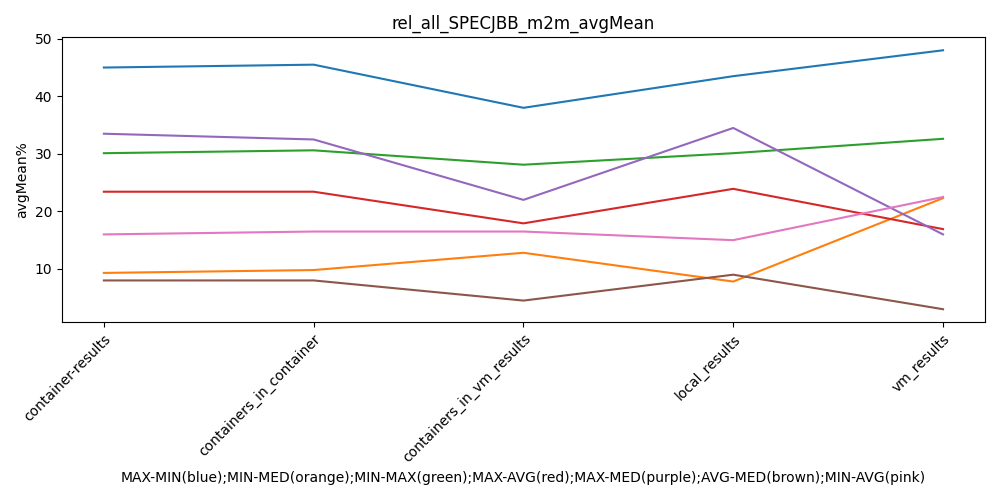 rel_all_SPECJBB_m2m_avgMean
50
40
30
20
10
avgMean%
container-results
containers_in_container
containers_in_vm_results
local_results
vm_results
MAX-MIN(blue);MIN-MED(orange);MIN-MAX(green);MAX-AVG(red);MAX-MED(purple);AVG-MED(brown);MIN-AVG(pink)